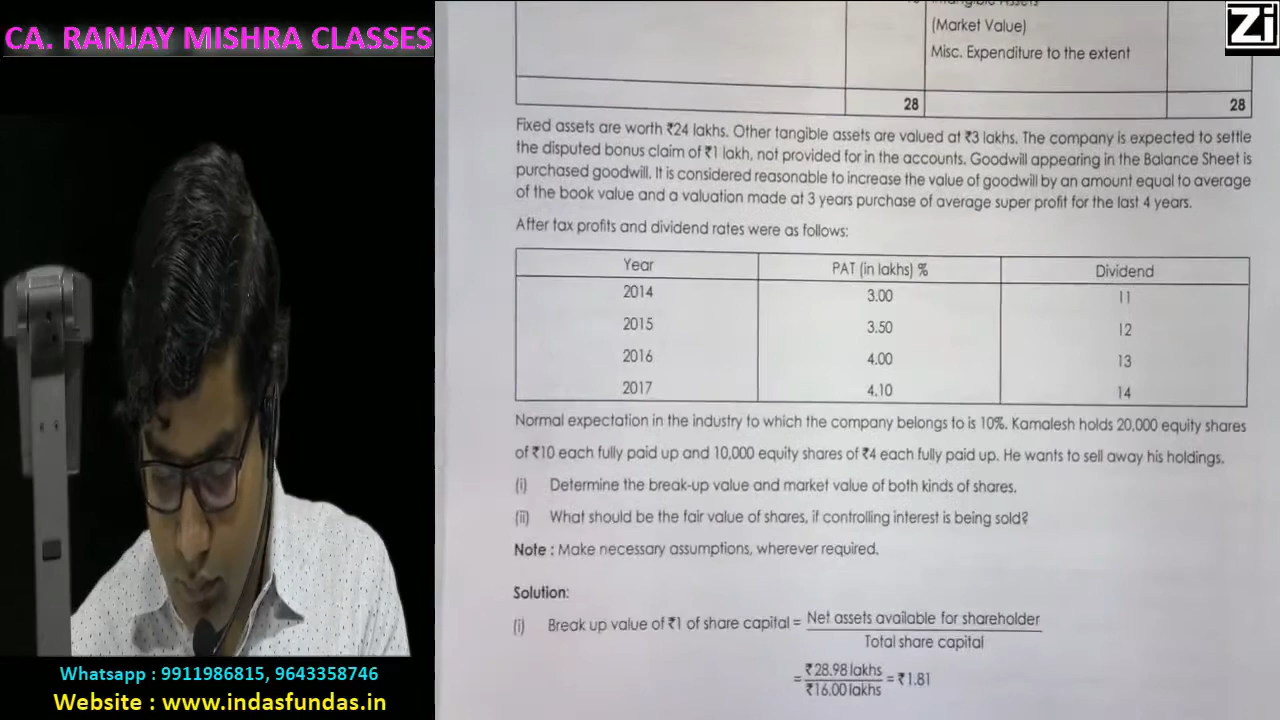 CA. RANJAY MISHRA CLASSES
Zi
Intangible Assets
(Market Value)
Misc. Expenditure to the extent
28 28
Fixed assets are worth ₹24 lakhs. Other tangible assets are valued at ₹3 lakhs. The company is expected to settle
the disputed bonus claim of ₹1 lakh, not provided for in the accounts. Goodwill appearing in the Balance Sheet is
purchased goodwill. It is considered reasonable to increase the value of goodwill by an amount equal to average
of the book value and a valuation made at 3 years purchase of average super profit for the last 4 years.
After tax profits and dividend rates were as follows:
Year PAT (in lakhs) % Dividend
2014 3.00 11
2015 3.50 12
2016 4.00 13
2017 4.10 14
Normal expectation in the industry to which the company belongs to is 10%. Kamalesh holds 20,000 equity shares
of ₹10 each fully paid up and 10,000 equity shares of ₹4 each fully paid up. He wants to sell away his holdings.
(i) Determine the break-up value and market value of both kinds of shares.
(ii) What should be the fair value of shares, if controlling interest is being sold?
Note : Make necessary assumptions, wherever required.
Solution:
(i) Break up value of ₹1 of share capital = Net assets available for shareholder
Total share capital
= ₹28.98 lakhs
₹16.00 lakhs = ₹1.81
Whatsapp : 9911986815, 9643358746
Website : www.indasfundas.in